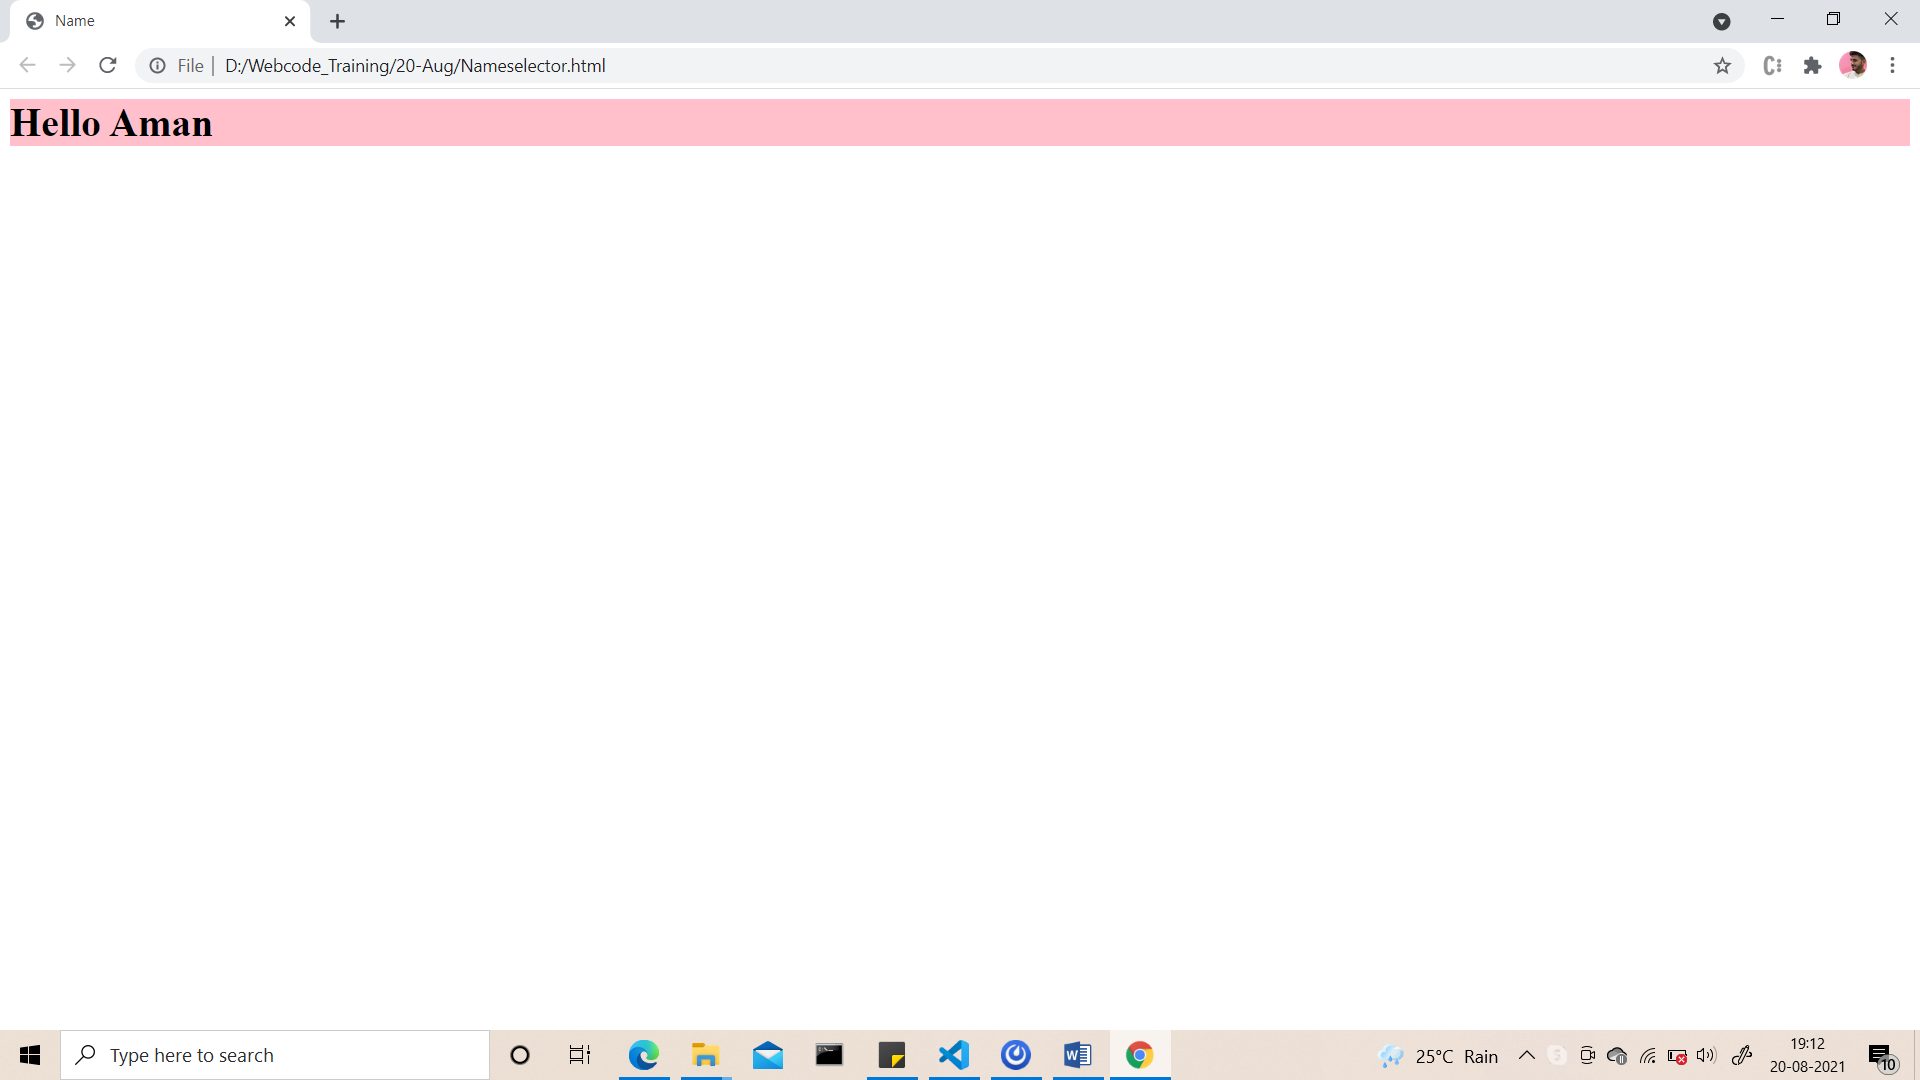 Name
File
D:/Webcode_Training/20-Aug/Nameselector.html
Hello Aman
Type here to search
25°C Rain
19:12
20-08-2021
10